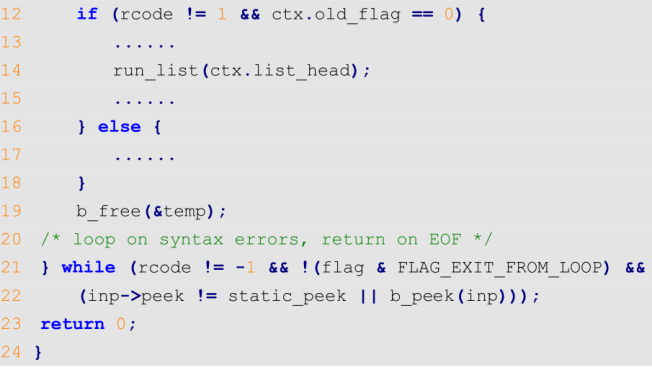 12 if (rcode != 1 && ctx.old_flag == 0) {
13 ......
14 run_list(ctx.list_head);
15 ......
16 } else {
17 ......
18 }
19 b_free(&temp);
20 /* loop on syntax errors, return on EOF */
21 } while (rcode != -1 && !(flag & FLAG_EXIT_FROM_LOOP) &&
22 (inp->peek != static_peek || b_peek(inp)));
23 return 0;
24 }